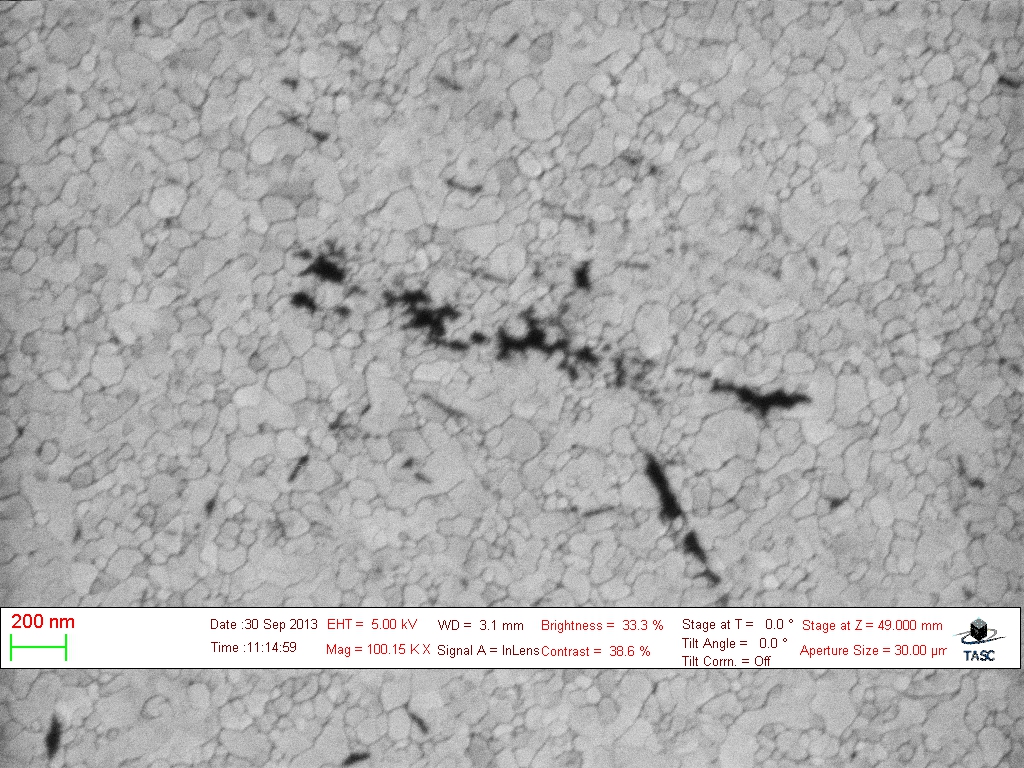 200 nm
Date :30 Sep 2013 EHT = 5.00 kV WD = 3.1 mm Brightness = 33.3 % Stage at T = 0.0 ° Stage at Z = 49.000 mm
Time :11:14:59 Mag = 100.15 K X Signal A = InLens Contrast = 38.6 % Tilt Angle = 0.0 ° Aperture Size = 30.00 µm
Tilt Corrn. = Off
TASC